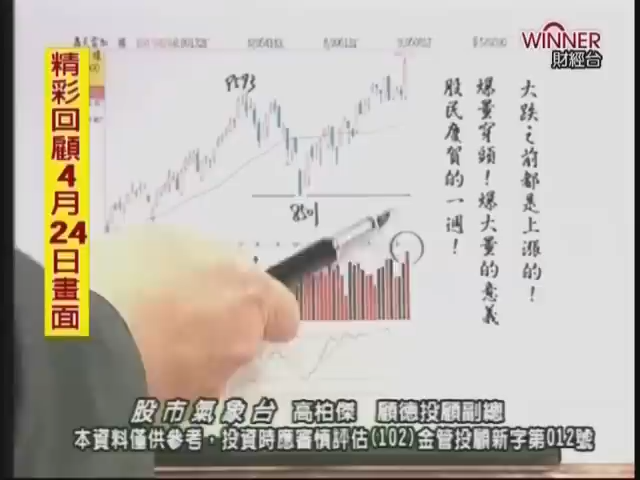 WINNER
財經台
精彩回顧4月24日畫面
大跌之前都是上漲的!
爆量穿頭!爆大量的意義
股民慶賀的一週!
8501
股市氣象台 高柏傑 顧德投顧副總
本資料僅供參考,投資時應審慎評估(102)金管投顧新字第012號